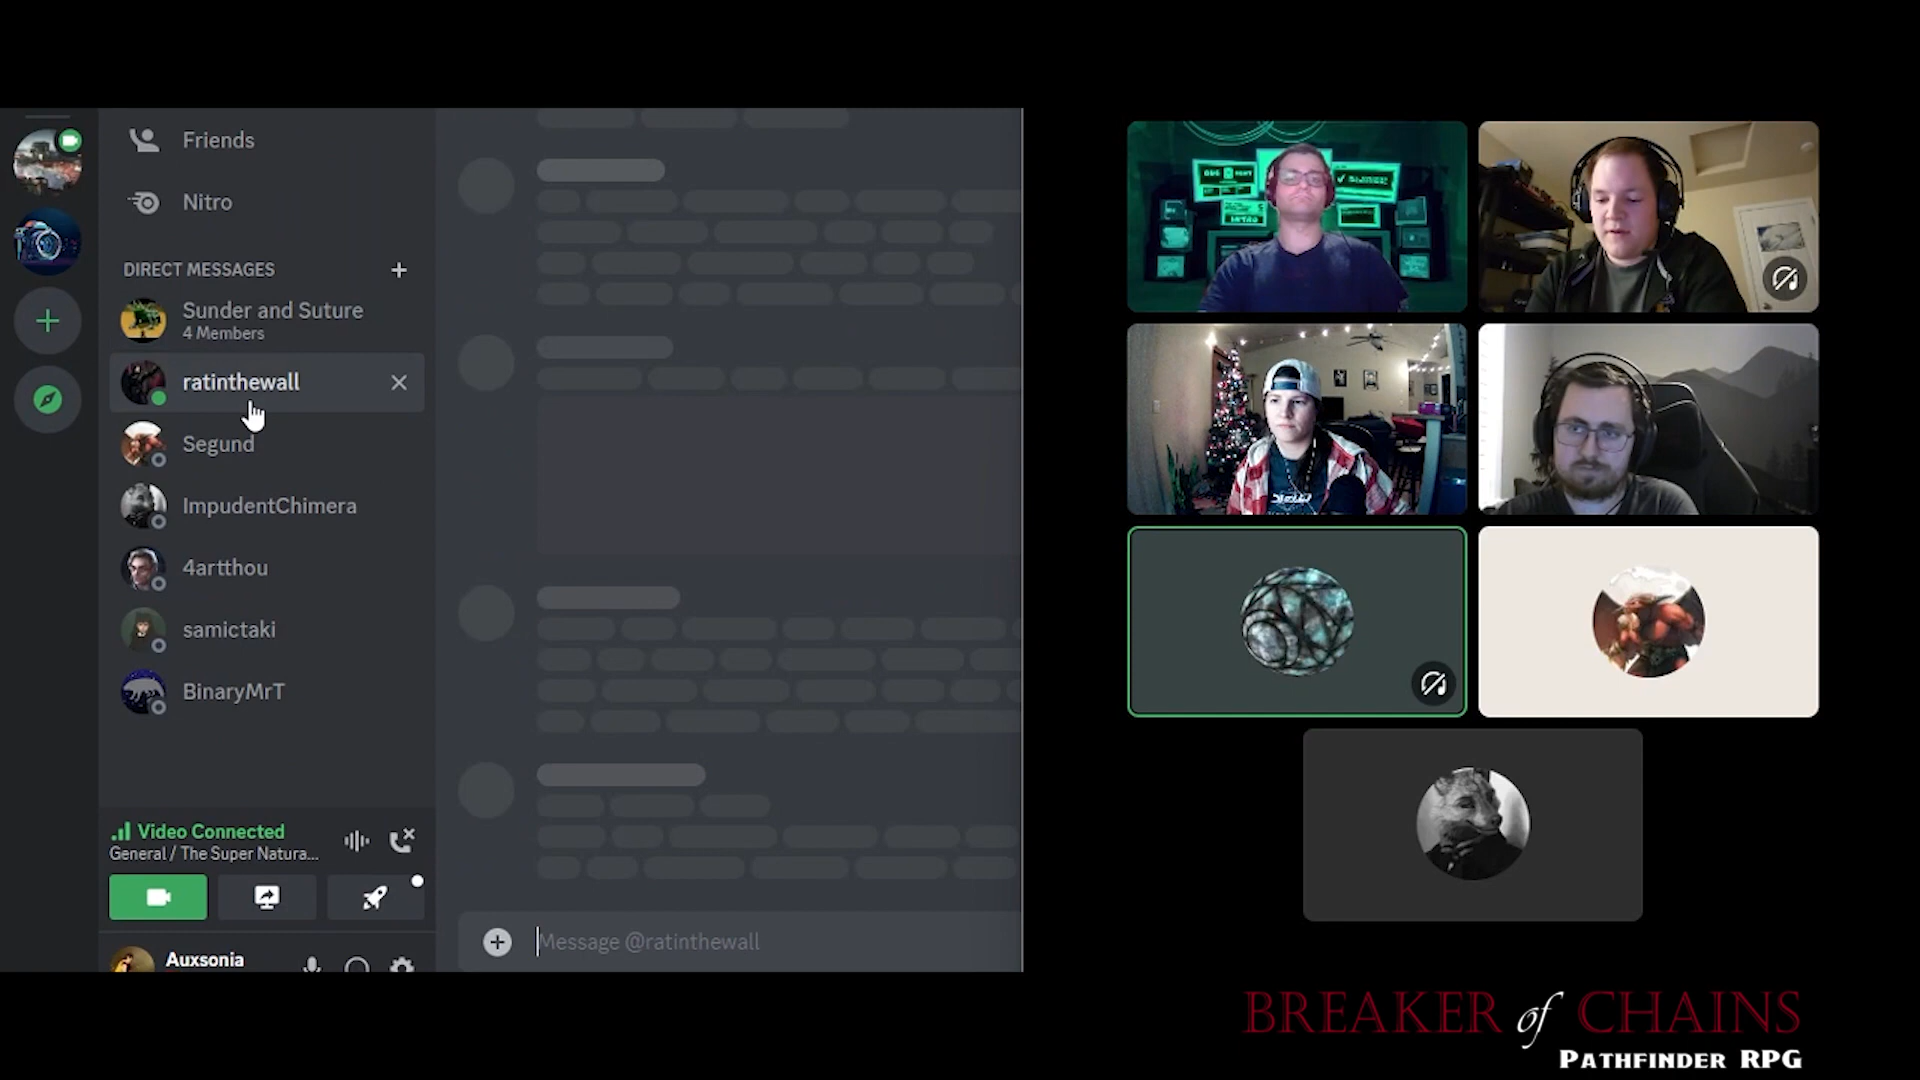 Friends
Nitro
DIRECT MESSAGES
Sunder and Suture
4 Members
ratinthewall
Segund
ImpudentChimera
4artthou
samictaki
BinaryMrT
Video Connected
General / The Super Natura...
Auxsonia
Message @ratinthewall
BREAKER of CHAINS
PATHFINDER RPG